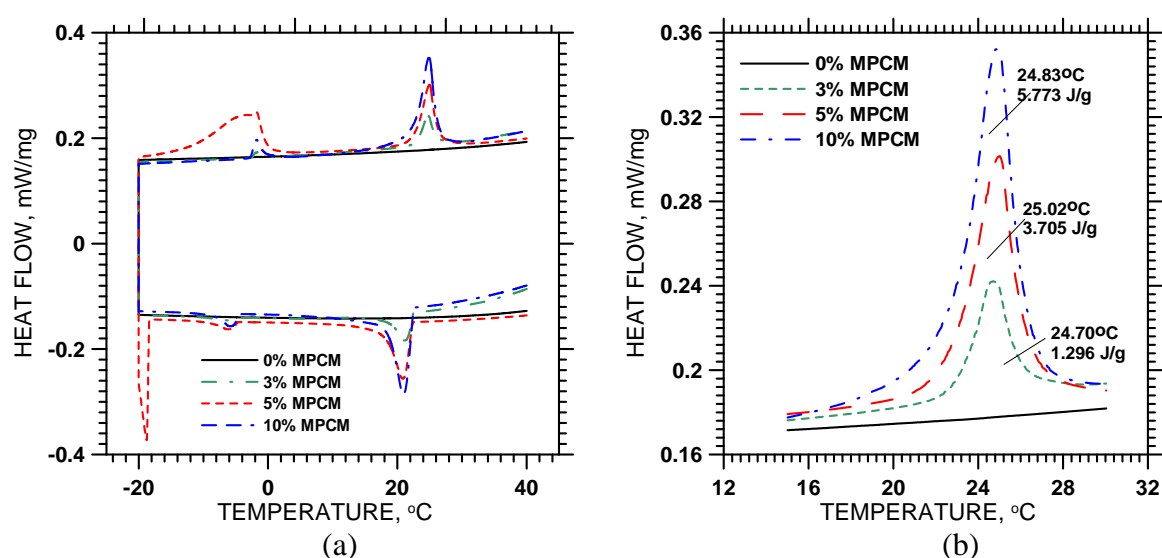 0.4
0.2
0
-0.2
-0.4
HEAT FLOW, mW/mg
-20
0
20
40
TEMPERATURE, °C
0% MPCM
3% MPCM
5% MPCM
10% MPCM
(a)
0.36
0.32
0.28
0.24
0.2
0.16
HEAT FLOW, mW/mg
12
16
20
24
28
32
TEMPERATURE, °C
0% MPCM
3% MPCM
5% MPCM
10% MPCM
24.83ºC
5.773 J/g
25.02ºC
3.705 J/g
24.70ºC
1.296 J/g
(b)